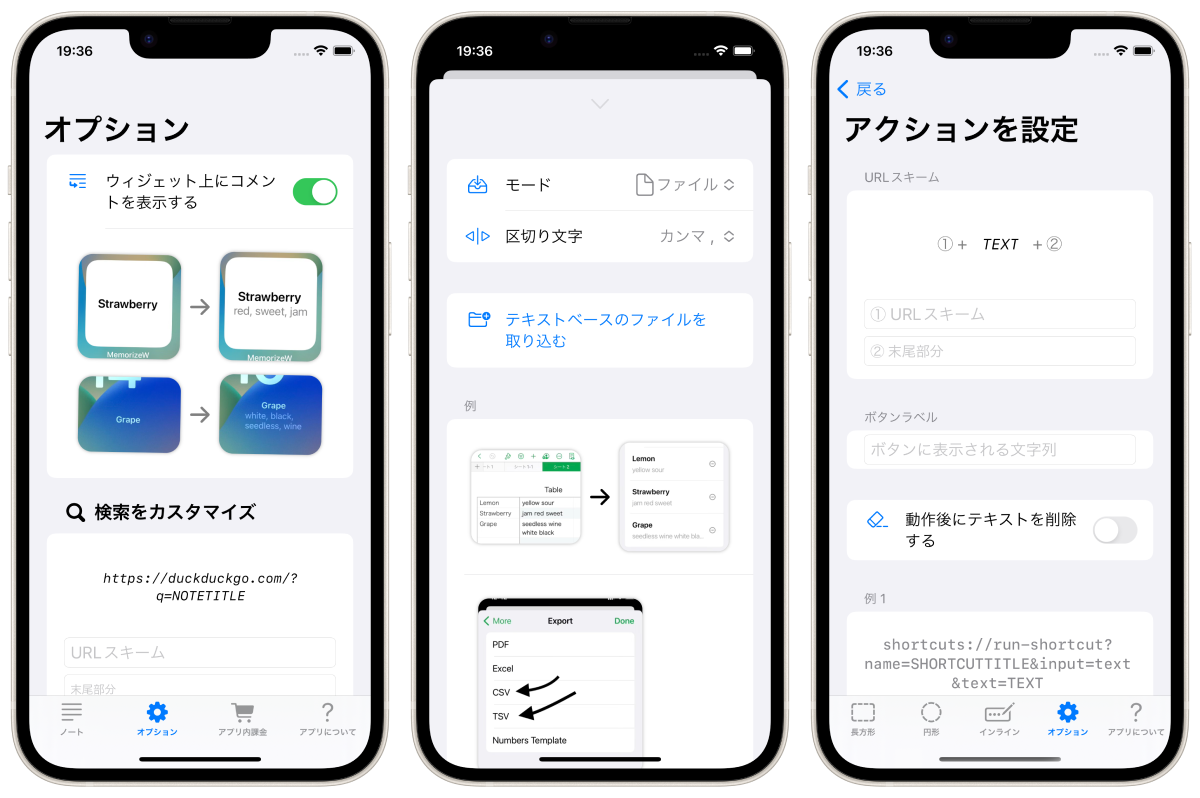 19:36
オプション
ウィジェット上にコメン
トを表示する
Strawberry
MemorizeW
Strawberry
red, sweet, jam
MemorizeW
Grape
Grape
white, black,
seedless, wine
検索をカスタマイズ
https://duckduckgo.com/?
q=NOTETITLE
URLスキーム
末尾部分
ノート
オプション
アプリ内課金
アプリについて
19:36
モード
ファイル
区切り文字
カンマ ,
テキストベースのファイルを
取り込む
例
シート2
Table
Lemon yellow sour
Strawberry jam red sweet
Grape seedless wine
white black
Lemon
yellow sour
Strawberry
jam red sweet
Grape
seedless wine white bla..
More Export Done
PDF
Excel
CSV
TSV
Numbers Template
19:36
戻る
アクションを設定
URLスキーム
① + TEXT + ②
① URLスキーム
② 末尾部分
ボタンラベル
ボタンに表示される文字列
動作後にテキストを削除
する
例 1
shortcuts://run-shortcut?
name=SHORTCUTTITLE&input=text
&text=TEXT
長方形
円形
インライン
オプション
アプリについて